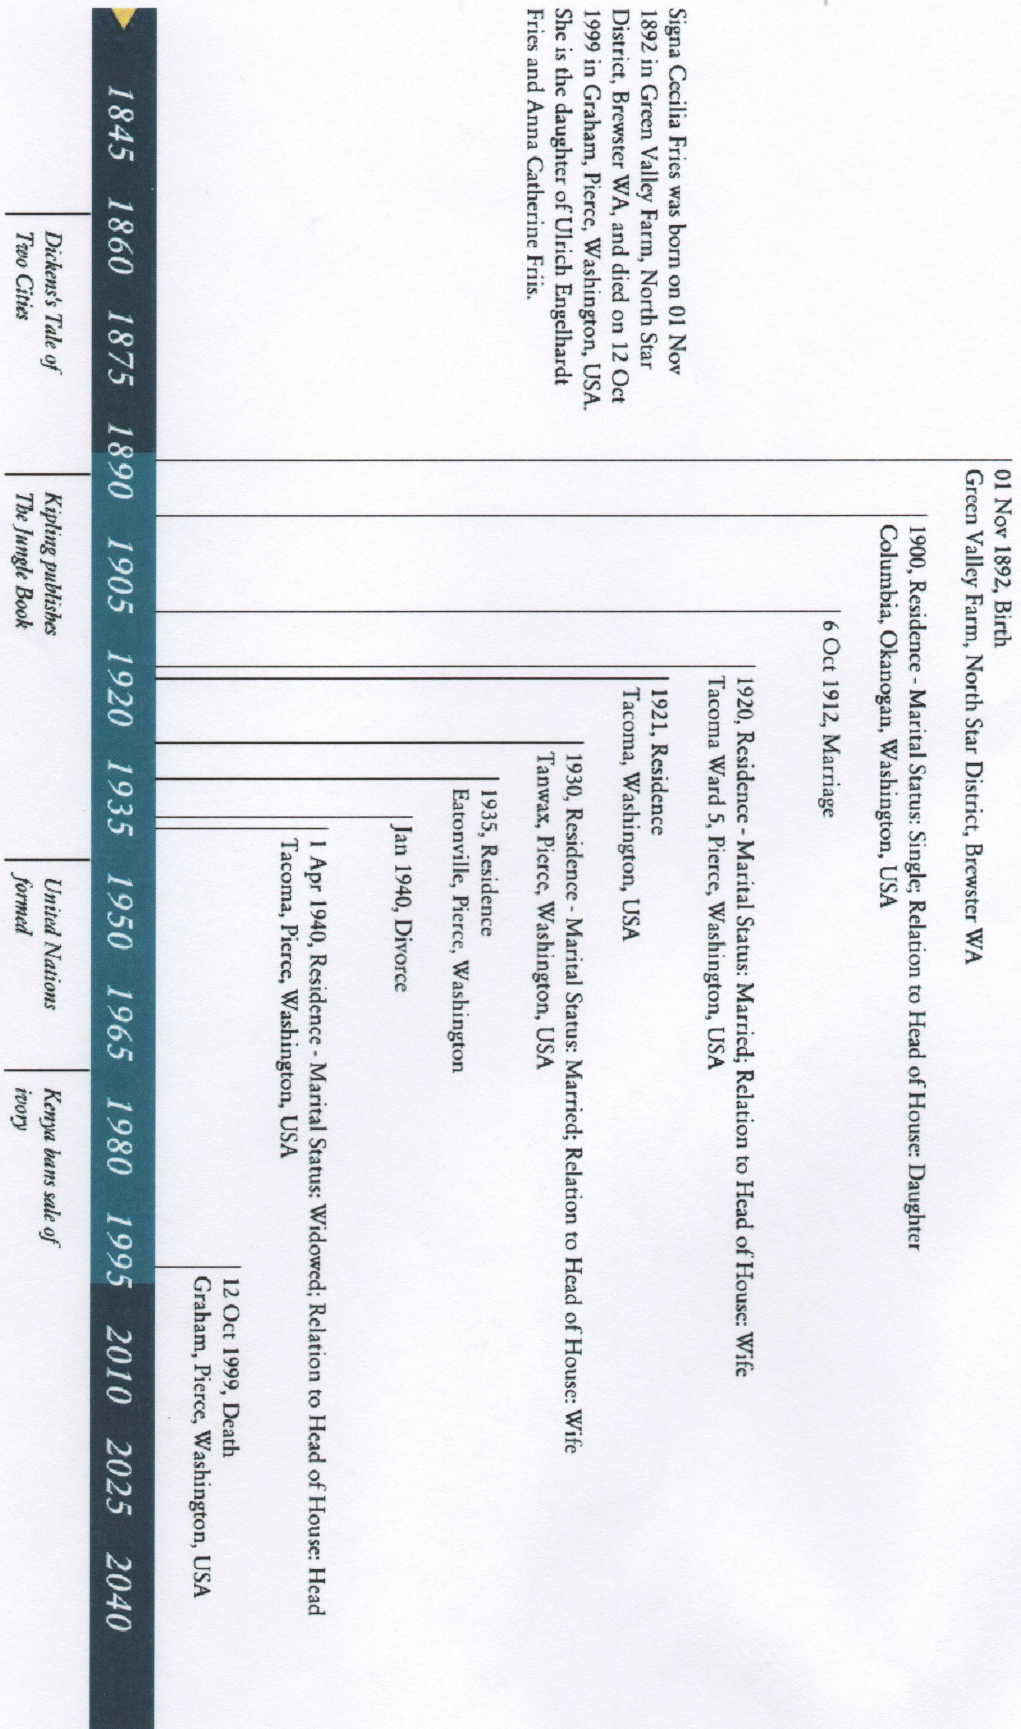 Signa Cecilia Fries was born on 01 Nov
1892 in Green Valley Farm, North Star
District, Brewster WA, and died on 12 Oct
1999 in Graham, Pierce, Washington, USA.
She is the daughter of Ulrich Engelhardt
Fries and Anna Catherine Friis.
01 Nov 1892, Birth
Green Valley Farm, North Star District, Brewster WA
1900, Residence - Marital Status: Single; Relation to Head of House: Daughter
Columbia, Okanogan, Washington, USA
6 Oct 1912, Marriage
1920, Residence - Marital Status: Married; Relation to Head of House: Wife
Tacoma Ward 5, Pierce, Washington, USA
1921, Residence
Tacoma, Washington, USA
1930, Residence - Marital Status: Married; Relation to Head of House: Wife
Tanwax, Pierce, Washington, USA
1935, Residence
Eatonville, Pierce, Washington
Jan 1940, Divorce
1 Apr 1940, Residence - Marital Status: Widowed; Relation to Head of House: Head
Tacoma, Pierce, Washington, USA
12 Oct 1999, Death
Graham, Pierce, Washington, USA
1845 1860 1875 1890 1905 1920 1935 1950 1965 1980 1995 2010 2025 2040
Dickens's Tale of
Two Cities
Kipling publishes
The Jungle Book
United Nations
formed
Kenya bans sale of
ivory